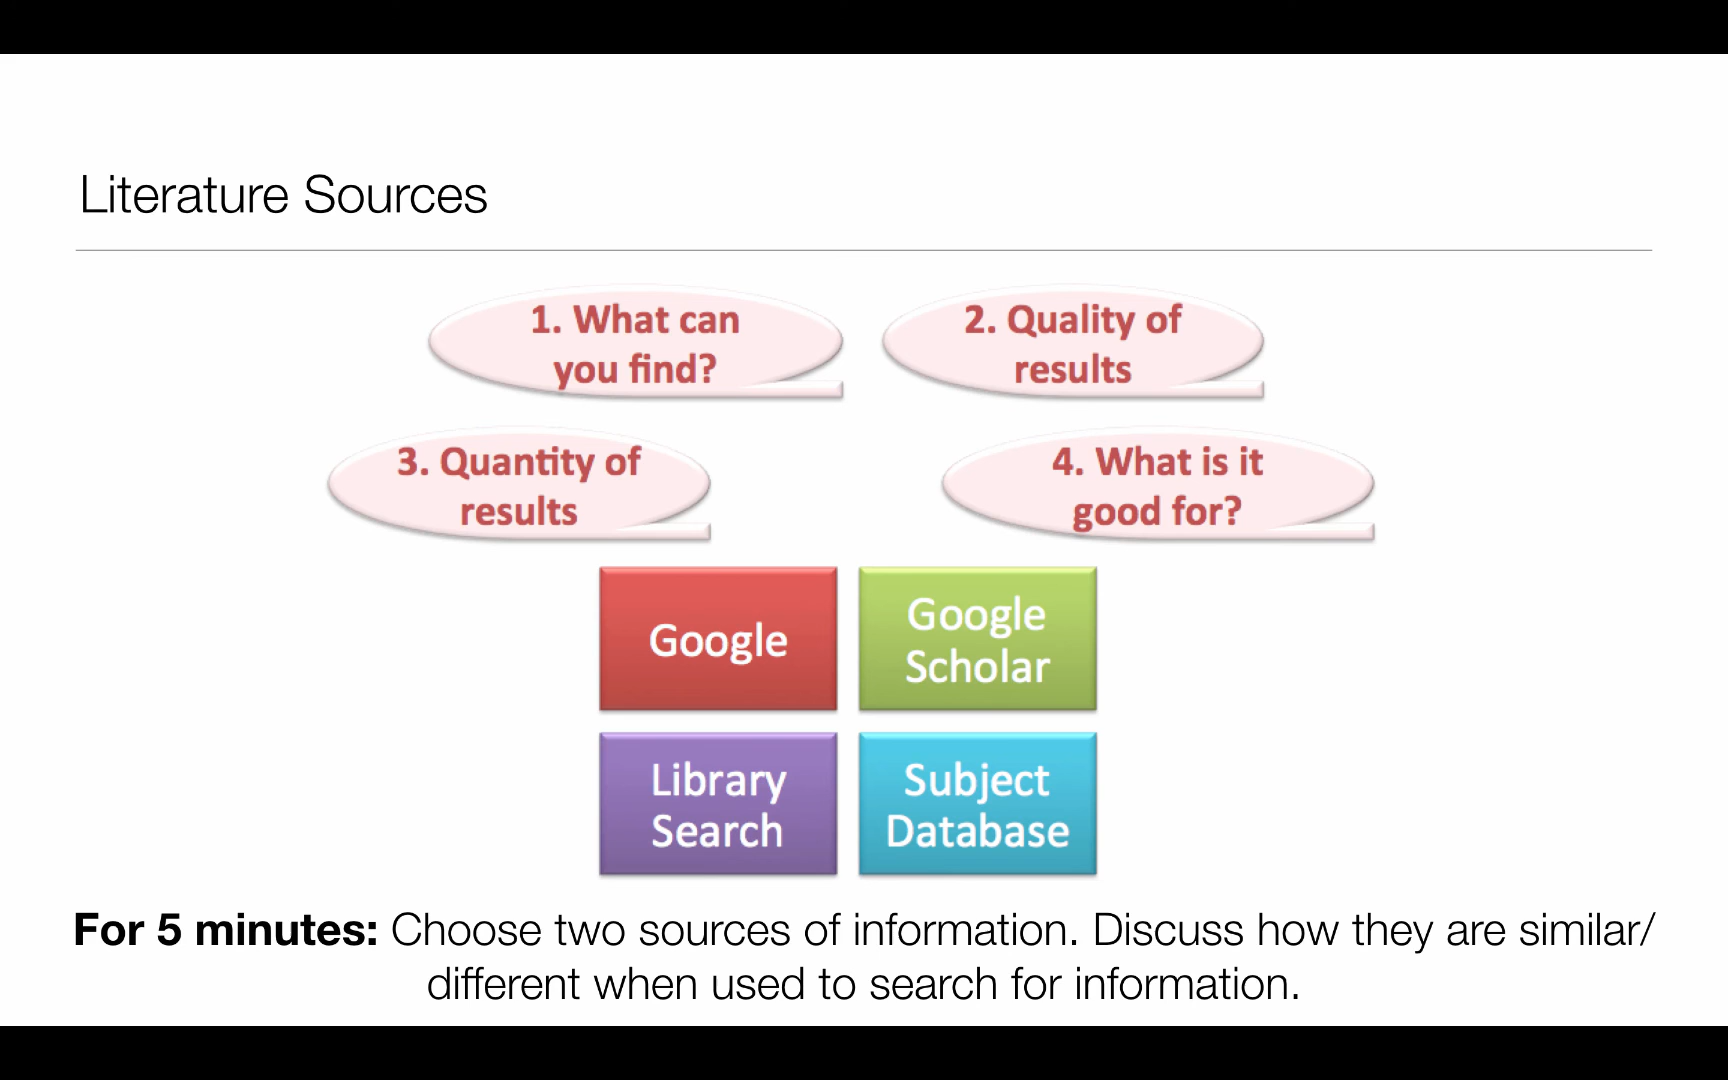 Literature Sources
1. What can
you find?
2. Quality of
results
3. Quantity of
results
4. What is it
good for?
Google
Google
Scholar
Library
Search
Subject
Database
For 5 minutes: Choose two sources of information. Discuss how they are similar/
different when used to search for information.